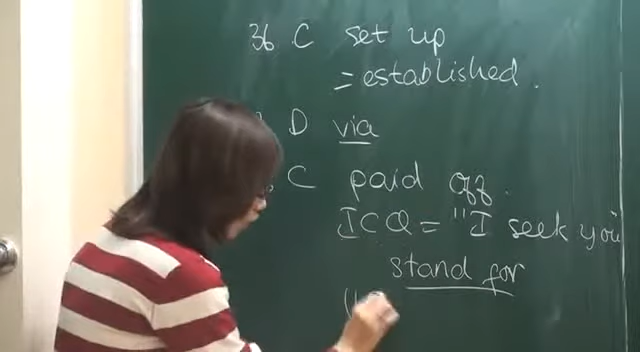 36 C set up
= established.
D via
C paid off.
ICQ = "I seek you"
stand for